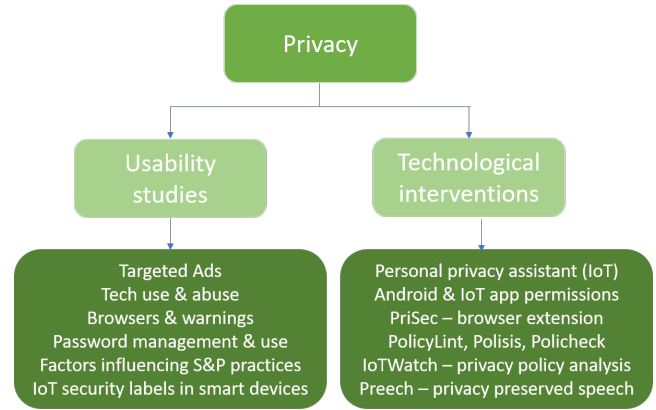 Privacy
Usability
studies
Technological
interventions
Targeted Ads
Tech use & abuse
Browsers & warnings
Password management & use
Factors influencing S&P practices
IoT security labels in smart devices
Personal privacy assistant (IoT)
Android & IoT app permissions
PriSec – browser extension
PolicyLint, Polisis, Policheck
IoTWatch – privacy policy analysis
Preech – privacy preserved speech